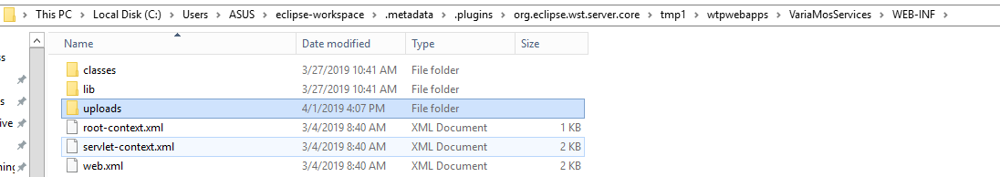 This PC > Local Disk (C:) > Users > ASUS > eclipse-workspace > .metadata > .plugins > org.eclipse.wst.server.core > tmp1 > wtpwebapps > VariaMosServices > WEB-INF >
Name Date modified Type Size
classes 3/27/2019 10:41 AM File folder
lib 3/27/2019 10:41 AM File folder
uploads 4/1/2019 4:07 PM File folder
root-context.xml 3/4/2019 8:40 AM XML Document 1 KB
servlet-context.xml 3/4/2019 8:40 AM XML Document 2 KB
web.xml 3/4/2019 8:40 AM XML Document 2 KB